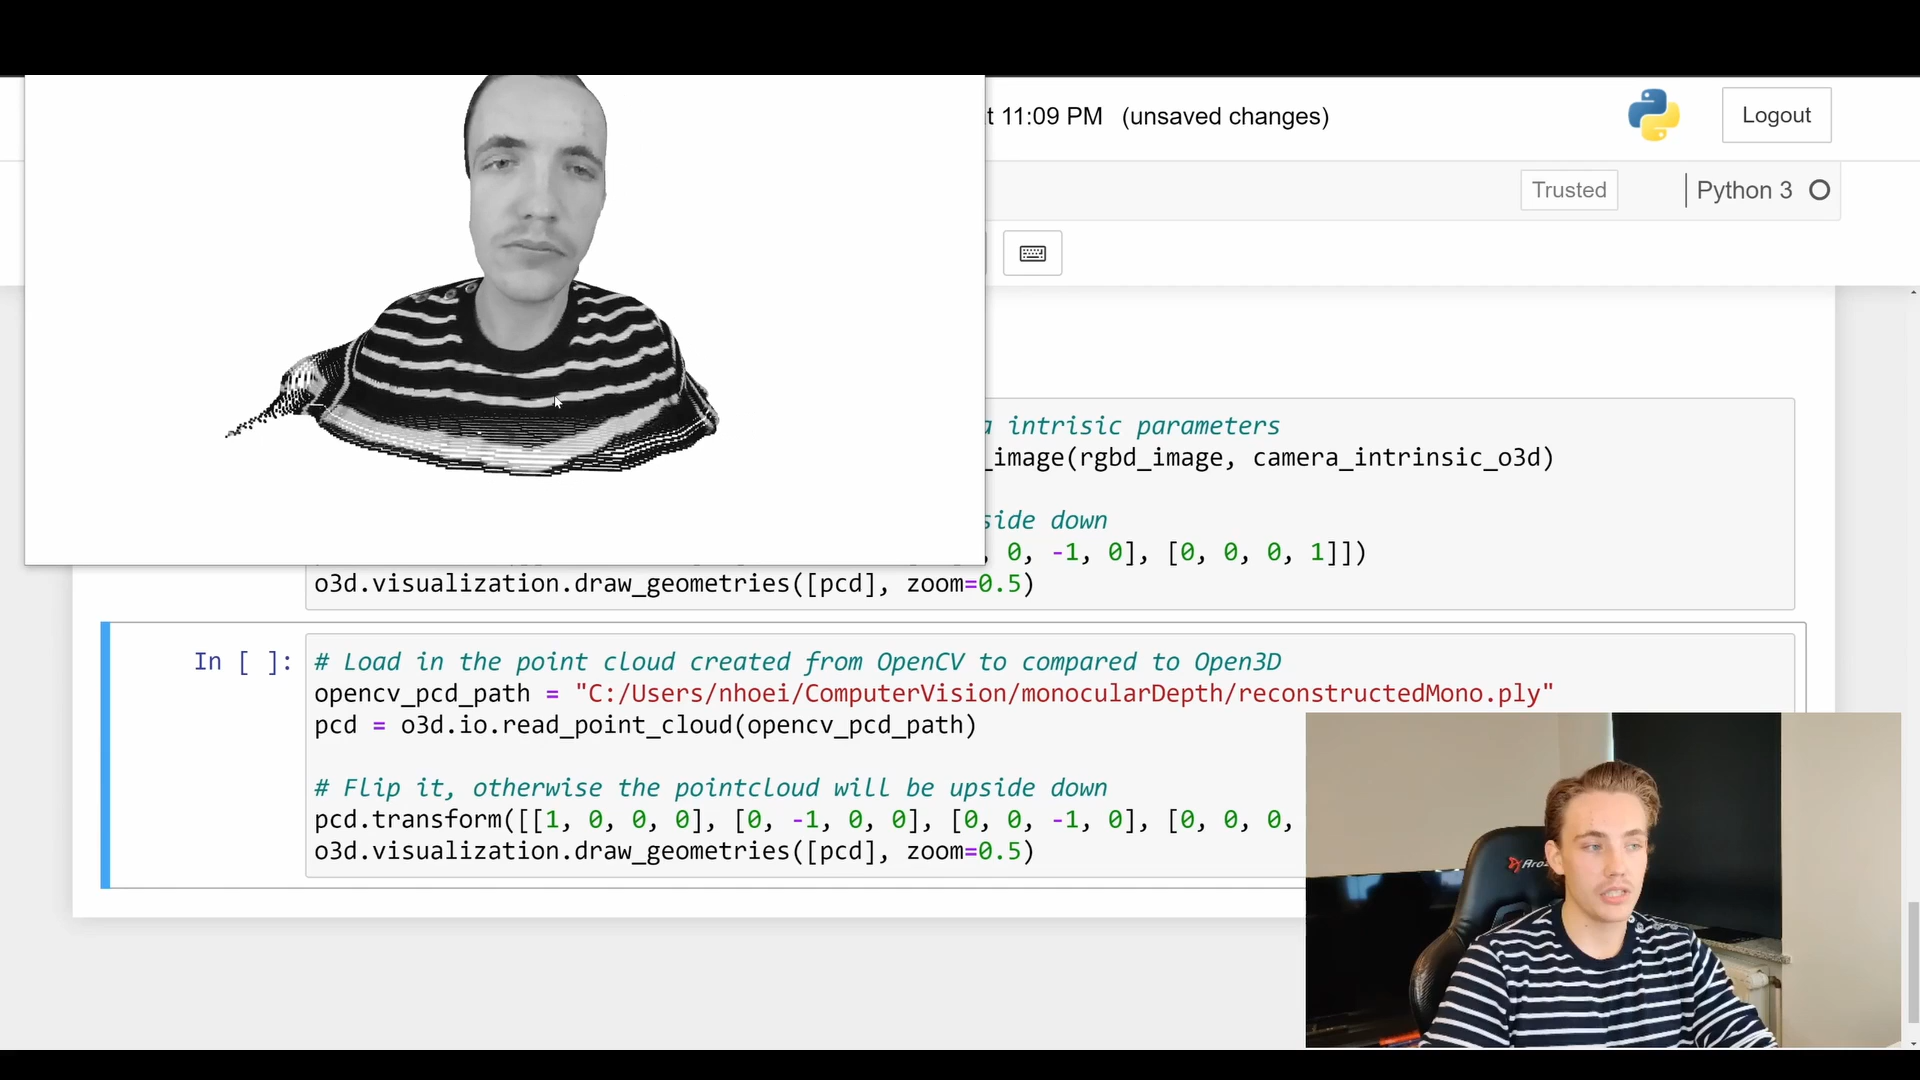 t 11:09 PM (unsaved changes)
Logout
Trusted
Python 3
a intrisic parameters
_image(rgbd_image, camera_intrinsic_o3d)
side down
, 0, -1, 0], [0, 0, 0, 1]])
o3d.visualization.draw_geometries([pcd], zoom=0.5)
In [ ]:
# Load in the point cloud created from OpenCV to compared to Open3D
opencv_pcd_path = "C:/Users/nhoei/ComputerVision/monocularDepth/reconstructedMono.ply"
pcd = o3d.io.read_point_cloud(opencv_pcd_path)
# Flip it, otherwise the pointcloud will be upside down
pcd.transform([[1, 0, 0, 0], [0, -1, 0, 0], [0, 0, -1, 0], [0, 0, 0,
o3d.visualization.draw_geometries([pcd], zoom=0.5)